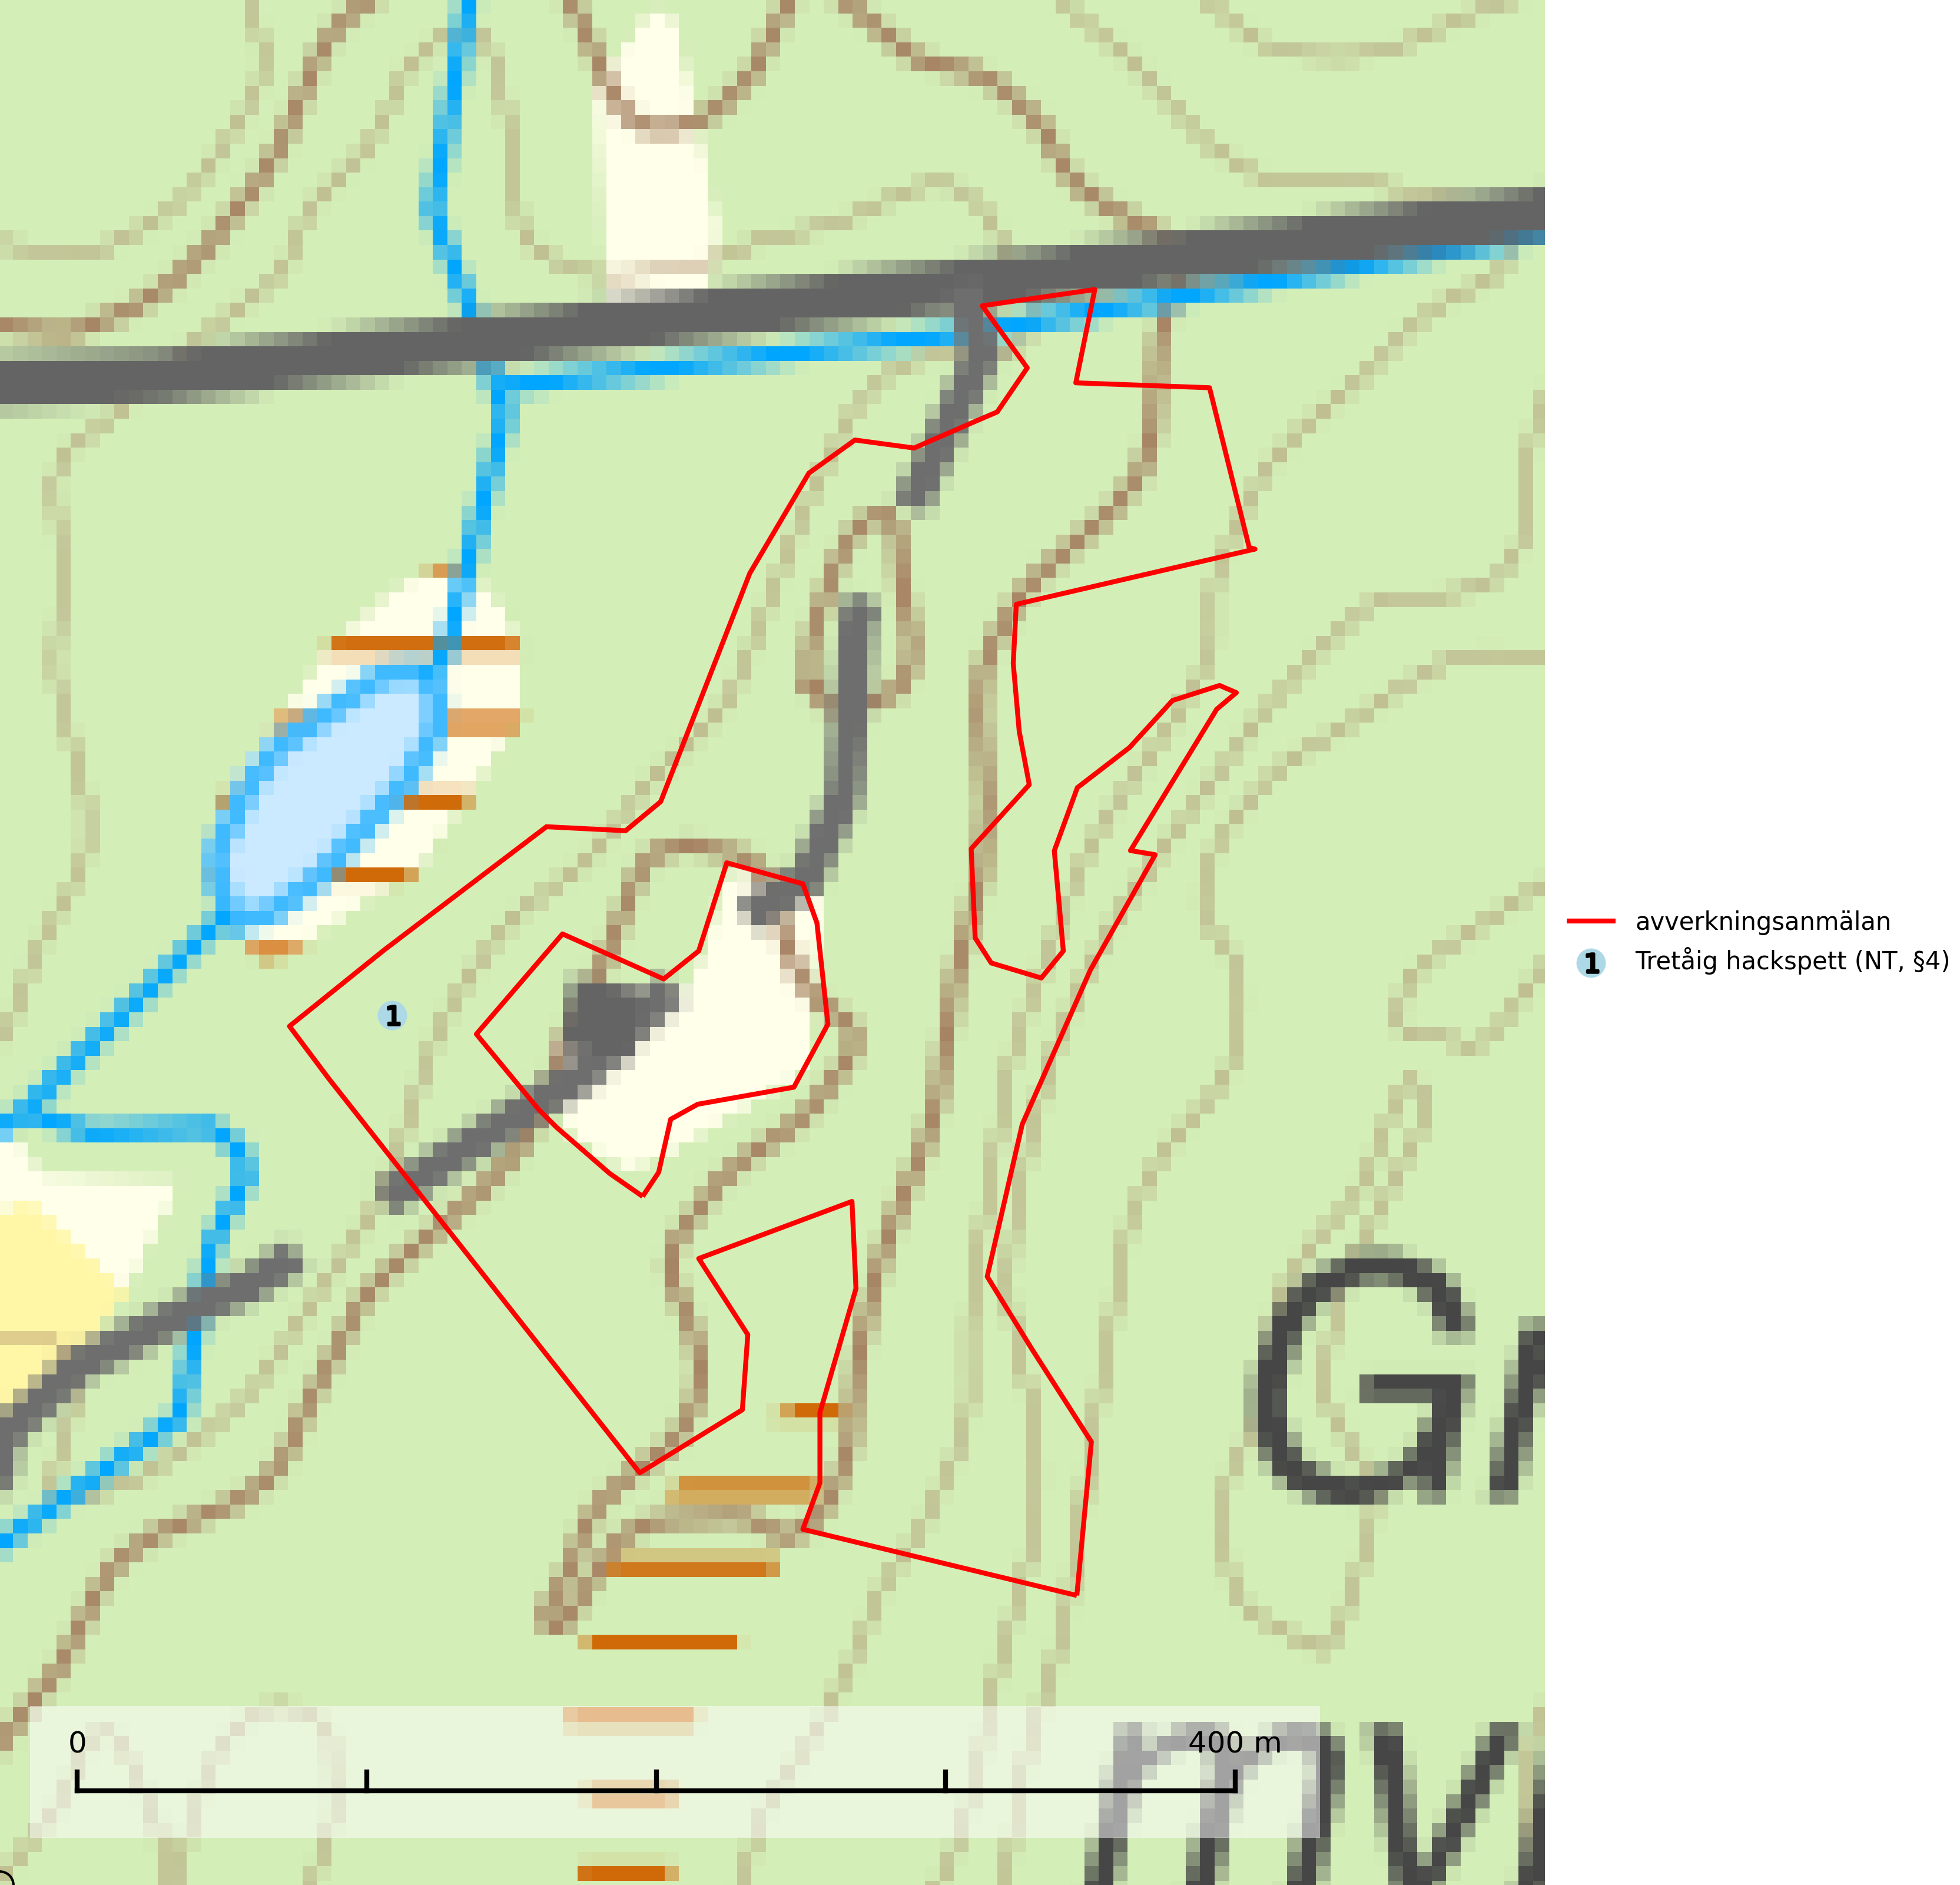 avverkningsanmälan
1 Tretåig hackspett (NT, §4)
1
0 400 m